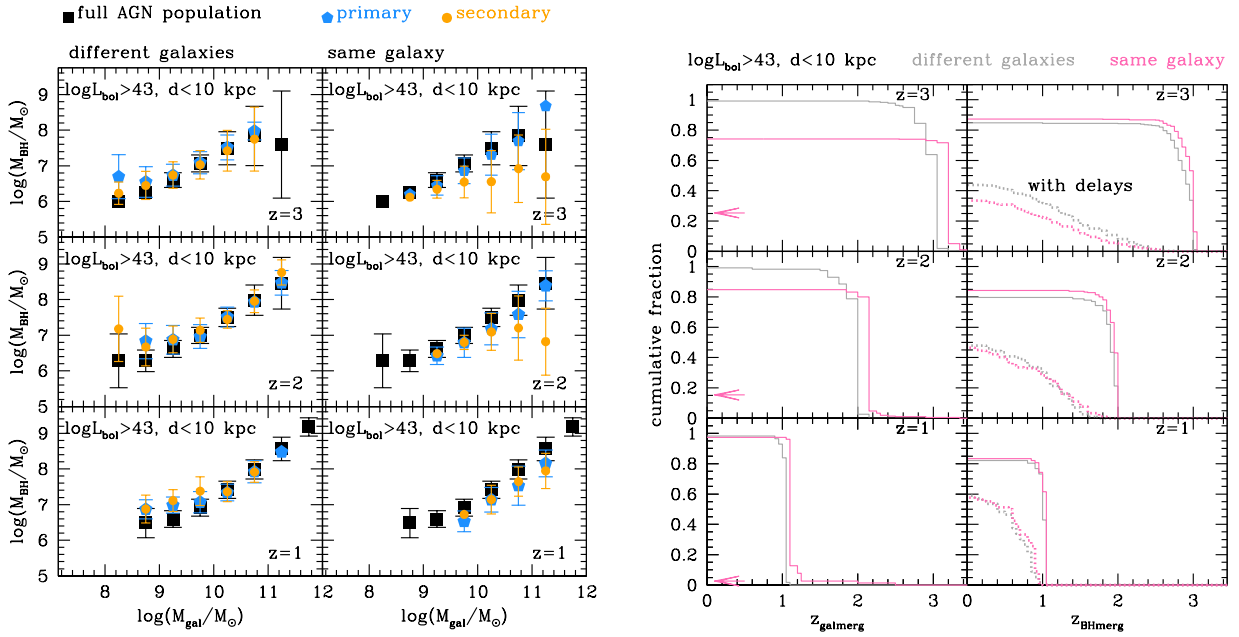 full AGN population primary secondary
different galaxies same galaxy
logL_bol>43, d<10 kpc logL_bol>43, d<10 kpc
9
8
7
6
5
log(M_BH/M_⊙)
z=3 z=3
logL_bol>43, d<10 kpc logL_bol>43, d<10 kpc
9
8
7
6
5
log(M_BH/M_⊙)
z=2 z=2
logL_bol>43, d<10 kpc logL_bol>43, d<10 kpc
9
8
7
6
5
log(M_BH/M_⊙)
z=1 z=1
8 9 10 11 12 8 9 10 11 12
log(M_gal/M_⊙) log(M_gal/M_⊙)
logL_bol>43, d<10 kpc different galaxies same galaxy
z=3 z=3
1
0.8
0.6
0.4
0.2
0
with delays
z=2 z=2
1
0.8
0.6
0.4
0.2
0
cumulative fraction
z=1 z=1
1
0.8
0.6
0.4
0.2
0
0 1 2 3 0 1 2 3
z_galmerg z_BHmerg